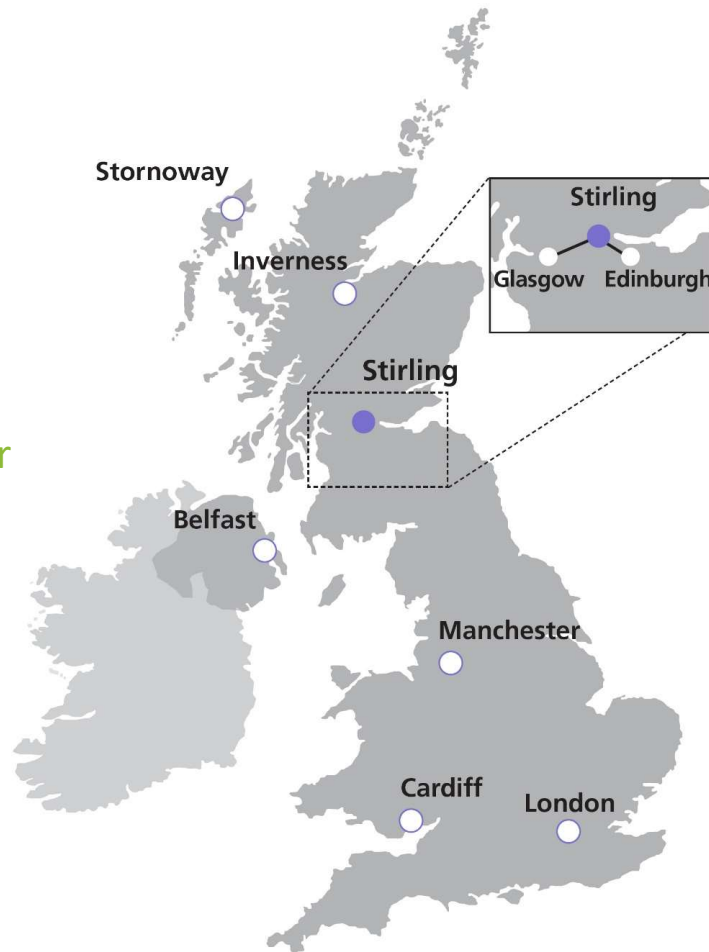 Stornoway
Stirling
Inverness
Glasgow Edinburgh
Stirling
r
Belfast
Manchester
Cardiff
London